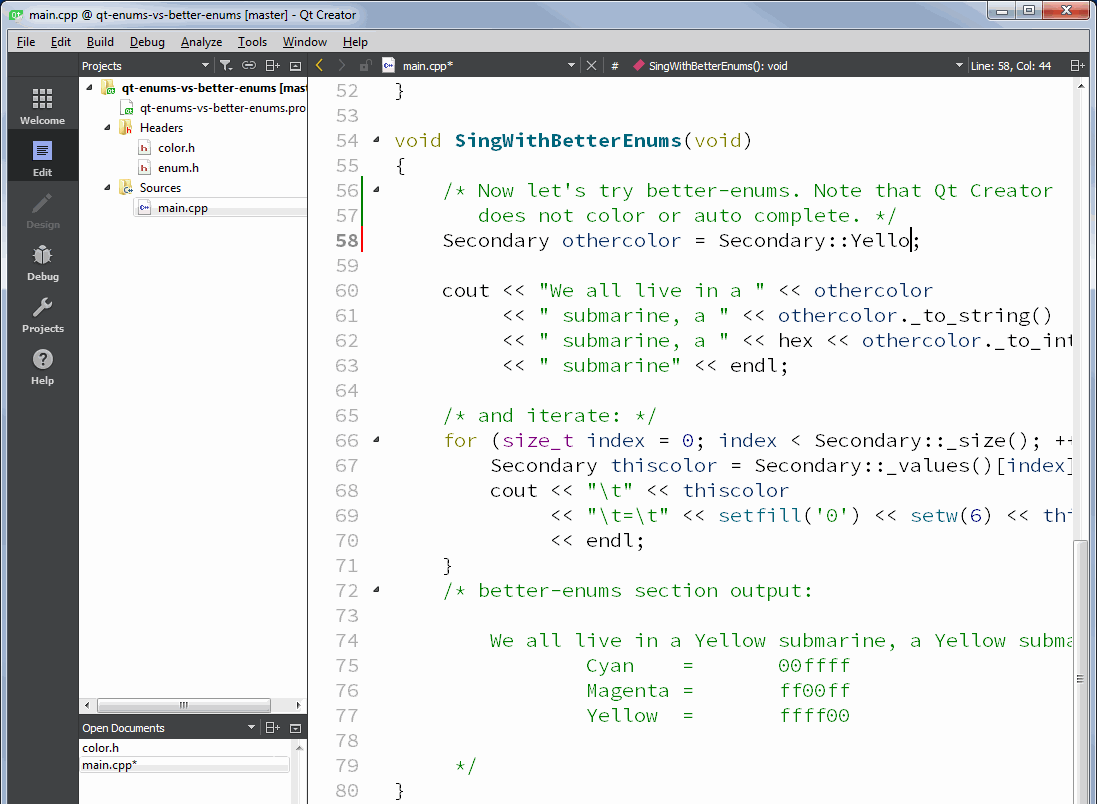 main.cpp @ qt-enums-vs-better-enums [master] - Qt Creator
File Edit Build Debug Analyze Tools Window Help
Projects
main.cpp*
# SingWithBetterEnums(): void
Line: 58, Col: 44
Welcome
Edit
Design
Debug
Projects
Help
qt-enums-vs-better-enums [mast
qt-enums-vs-better-enums.pro
Headers
color.h
enum.h
Sources
main.cpp
Open Documents
color.h
main.cpp*
52 }
53
54 void SingWithBetterEnums(void)
55 {
56 /* Now let's try better-enums. Note that Qt Creator
57 does not color or auto complete. */
58 Secondary othercolor = Secondary::Yello;
59
60 cout << "We all live in a " << othercolor
61 << " submarine, a " << othercolor._to_string()
62 << " submarine, a " << hex << othercolor._to_int
63 << " submarine" << endl;
64
65 /* and iterate: */
66 for (size_t index = 0; index < Secondary::_size(); ++
67 Secondary thiscolor = Secondary::_values()[index]
68 cout << "\t" << thiscolor
69 << "\t=\t" << setfill('0') << setw(6) << thi
70 << endl;
71 }
72 /* better-enums section output:
73
74 We all live in a Yellow submarine, a Yellow subma
75 Cyan = 00ffff
76 Magenta = ff00ff
77 Yellow = ffff00
78
79 */
80 }